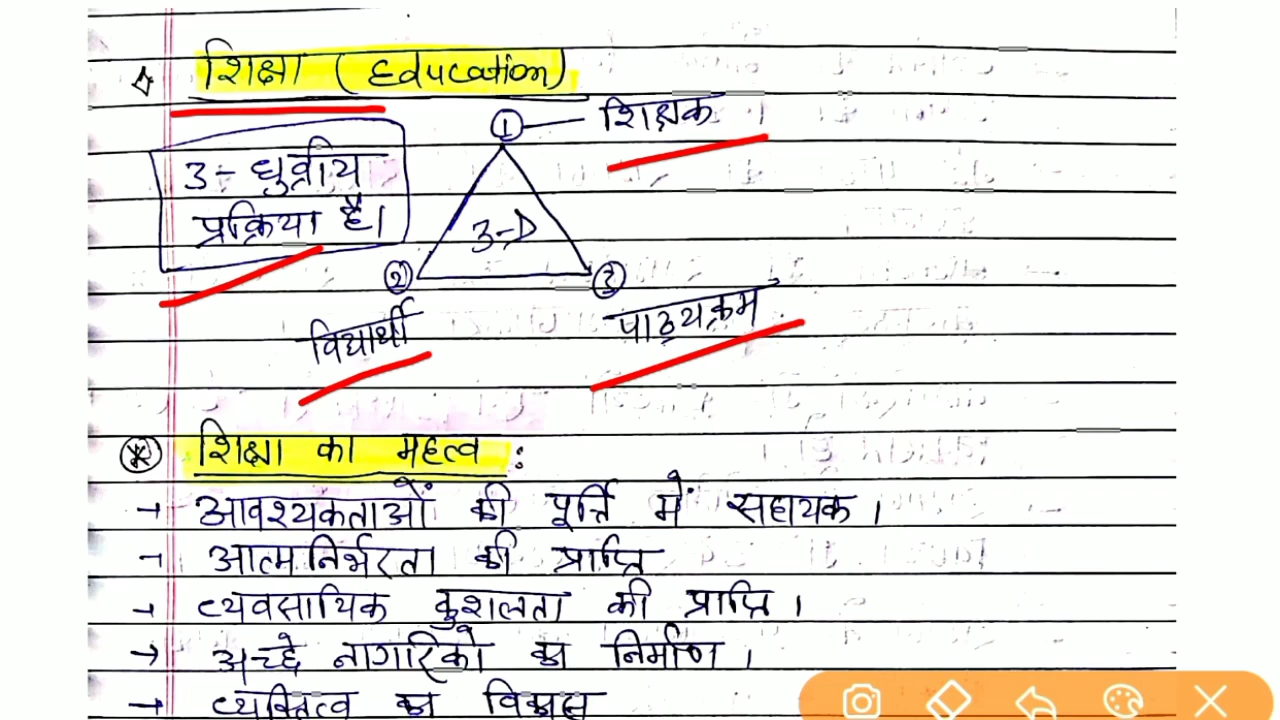 शिक्षा (Education)
① शिक्षक
3-ध्रुवीय
प्रक्रिया है।
3-D
② ③
विद्यार्थी पाठ्यक्रम
शिक्षा का महत्व :
→ आवश्यकताओं की पूर्त्ति में सहायक।
→ आत्मनिर्भरता की प्राप्ति
→ व्यवसायिक कुशलता की प्राप्ति।
→ अच्छे नागरिको का निर्माण।
→ व्यक्तित्व का विकास